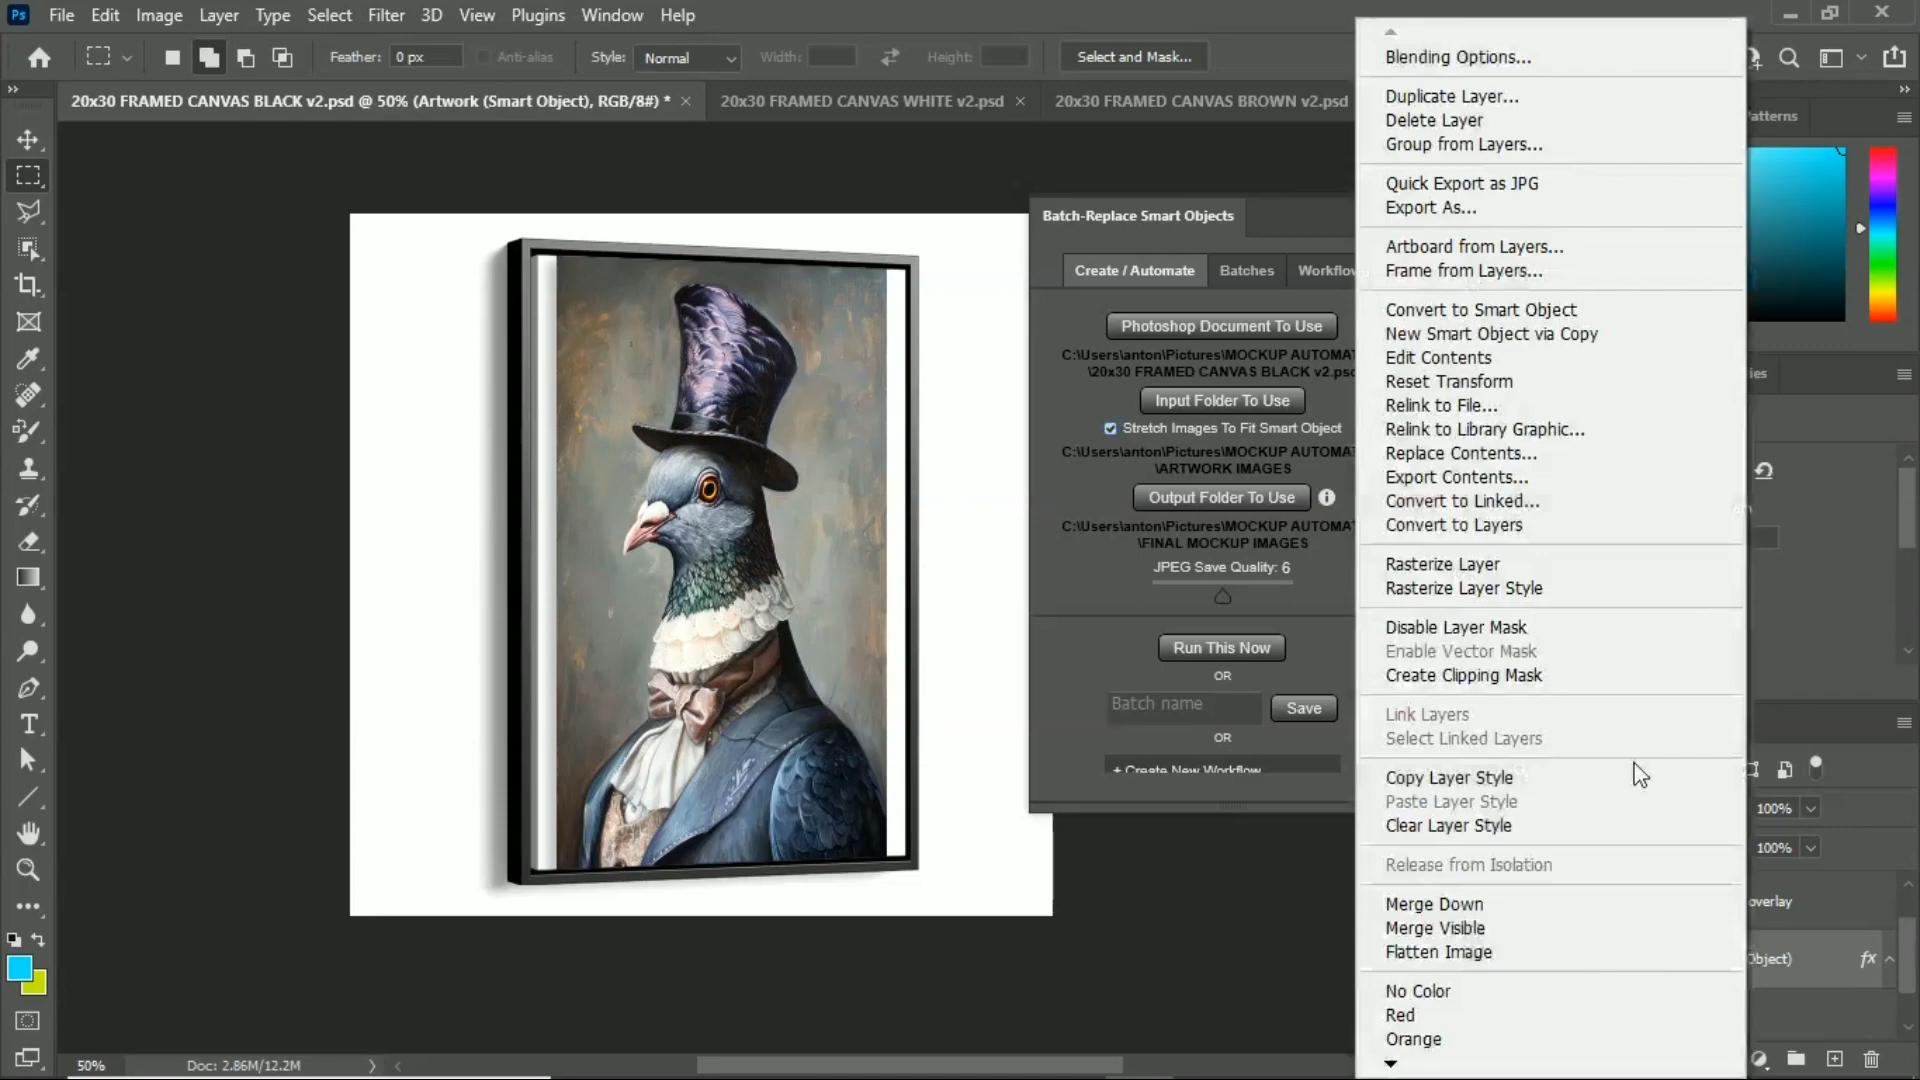 Ps File Edit Image Layer Type Select Filter 3D View Plugins Window Help
Feather: 0 px Anti-alias Style: Normal Width: Height: Select and Mask...
20x30 FRAMED CANVAS BLACK v2.psd @ 50% (Artwork (Smart Object), RGB/8#) * 20x30 FRAMED CANVAS WHITE v2.psd 20x30 FRAMED CANVAS BROWN v2.psd
Batch-Replace Smart Objects
Create / Automate Batches Workflow
Photoshop Document To Use
C:\Users\anton\Pictures\MOCKUP AUTOMAT
\20x30 FRAMED CANVAS BLACK v2.psd
Input Folder To Use
Stretch Images To Fit Smart Object
C:\Users\anton\Pictures\MOCKUP AUTOMAT
\ARTWORK IMAGES
Output Folder To Use
C:\Users\anton\Pictures\MOCKUP AUTOMAT
\FINAL MOCKUP IMAGES
JPEG Save Quality: 6
Run This Now
OR
Batch name Save
OR
+ Create New Workflow
Blending Options...
Duplicate Layer...
Delete Layer
Group from Layers...
Quick Export as JPG
Export As...
Artboard from Layers...
Frame from Layers...
Convert to Smart Object
New Smart Object via Copy
Edit Contents
Reset Transform
Relink to File...
Relink to Library Graphic...
Replace Contents...
Export Contents...
Convert to Linked...
Convert to Layers
Rasterize Layer
Rasterize Layer Style
Disable Layer Mask
Enable Vector Mask
Create Clipping Mask
Link Layers
Select Linked Layers
Copy Layer Style
Paste Layer Style
Clear Layer Style
Release from Isolation
Merge Down
Merge Visible
Flatten Image
No Color
Red
Orange
atterns
ies
100%
100%
overlay
Object) fx
50% Doc: 2.86M/12.2M